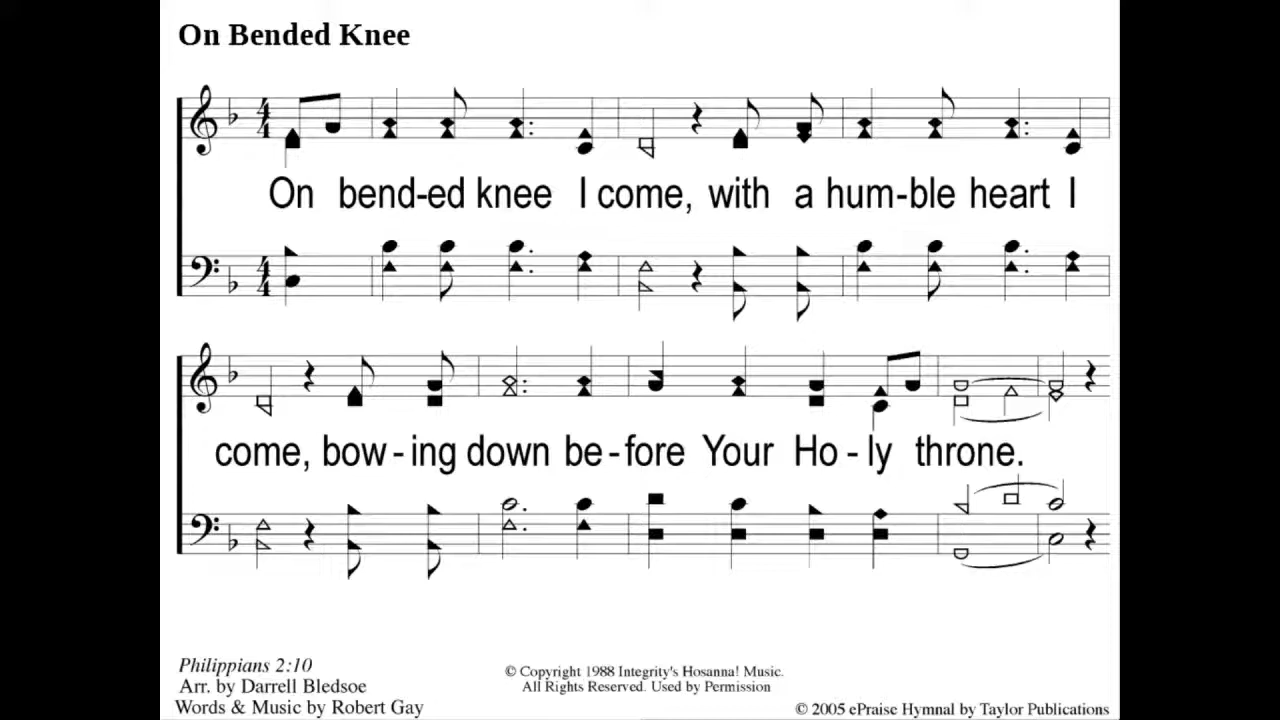 On Bended Knee
On bend-ed knee I come, with a hum-ble heart I
come, bow-ing down be-fore Your Ho-ly throne.
Philippians 2:10
Arr. by Darrell Bledsoe
Words & Music by Robert Gay
© Copyright 1988 Integrity's Hosanna! Music.
All Rights Reserved. Used by Permission
© 2005 ePraise Hymnal by Taylor Publications